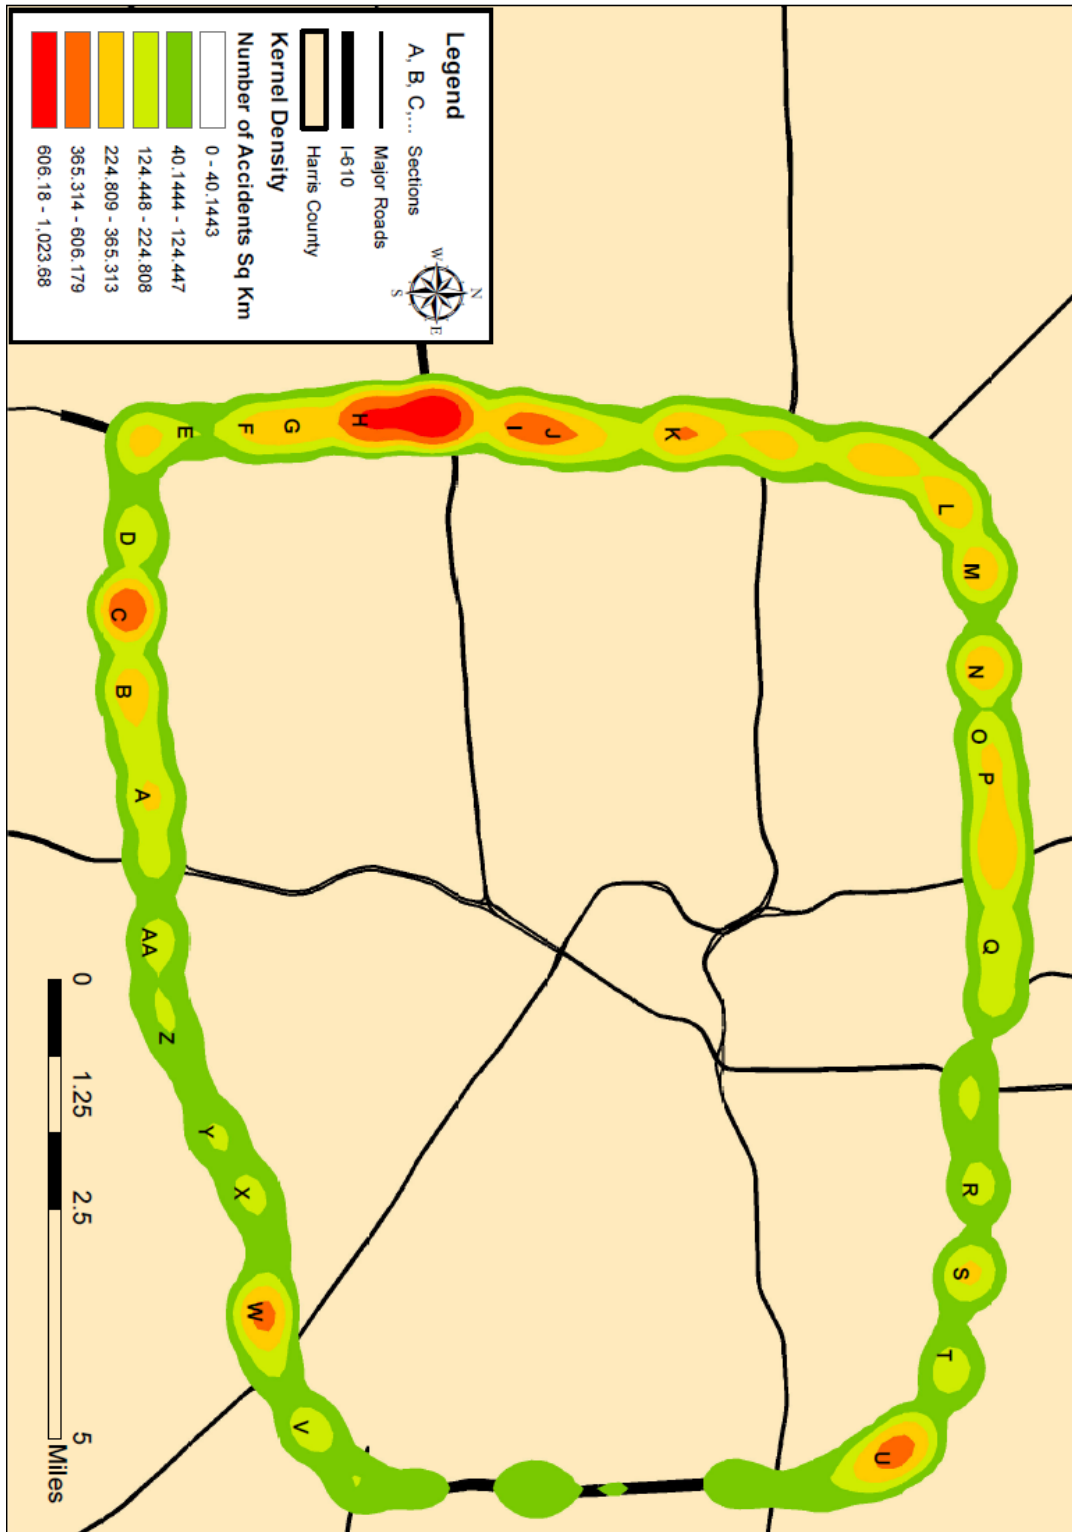 Legend
A, B, C,... Sections
Major Roads
I-610
Harris County
Kernel Density
Number of Accidents Sq Km
0 - 40.1443
40.1444 - 124.447
124.448 - 224.808
224.809 - 365.313
365.314 - 606.179
606.18 - 1,023.68
N
W
E
S
A
B
C
D
E
F
G
H
I
J
K
L
M
N
O
P
Q
R
S
T
U
V
W
X
Y
Z
AA
0
1.25
2.5
5
Miles